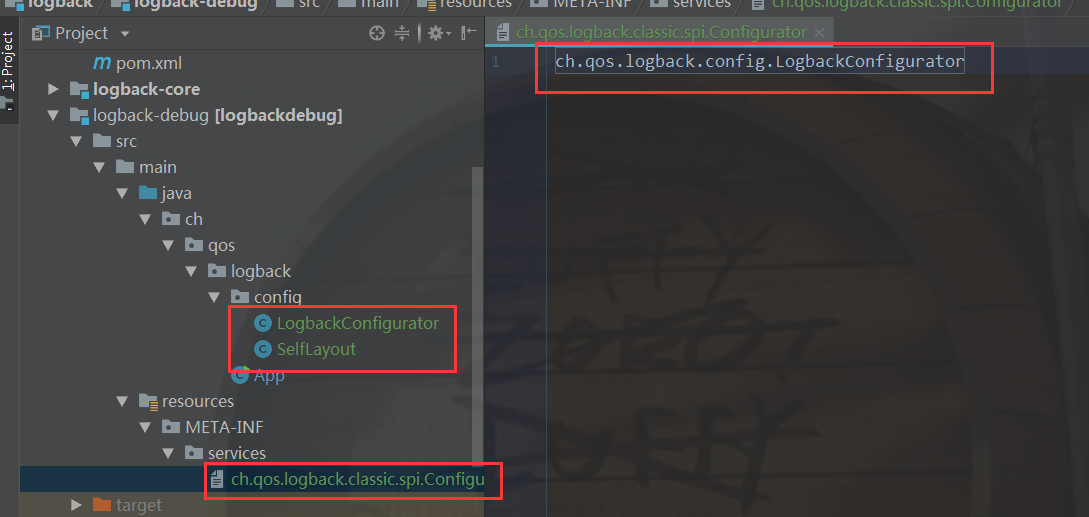 logback logback-debug src main resources META-INF services ch.qos.logback.classic.spi.Configurator
1: Project
Project
ch.qos.logback.classic.spi.Configurator
1 ch.qos.logback.config.LogbackConfigurator
pom.xml
logback-core
logback-debug [logbackdebug]
src
main
java
ch
qos
logback
config
LogbackConfigurator
SelfLayout
App
resources
META-INF
services
ch.qos.logback.classic.spi.Configu
target